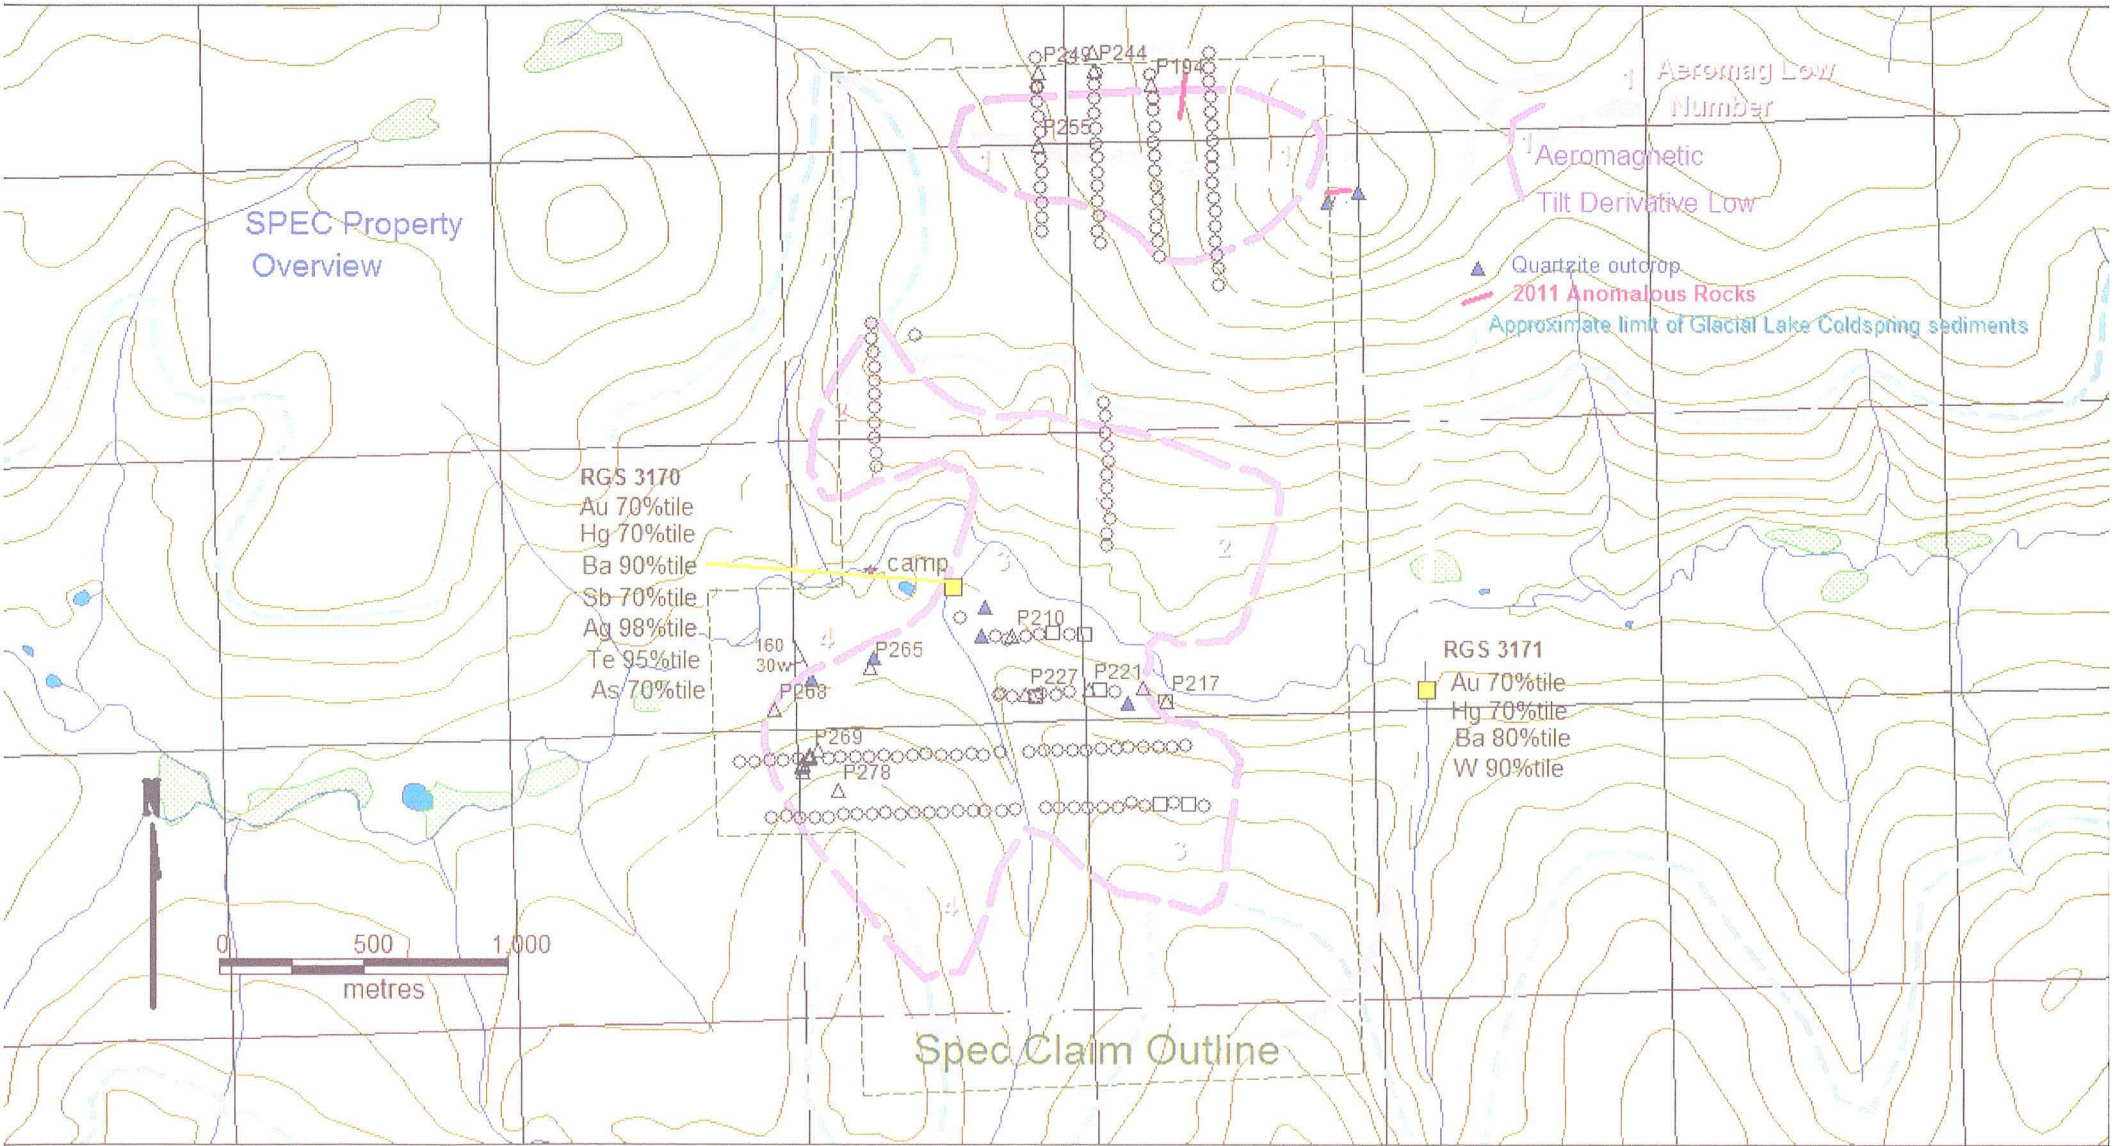 P249 P244
P194
1 Aeromag Low
Number
P255
1
1
1
Aeromagnetic
Tilt Derivative Low
SPEC Property
Overview
Quartzite outcrop
2011 Anomalous Rocks
Approximate limit of Glacial Lake Coldspring sediments
2
RGS 3170
Au 70%tile
Hg 70%tile
Ba 90%tile
Sb 70%tile
Ag 98%tile
Te 95%tile
As 70%tile
camp
3
2
P210
4
160
30w
P265
P268
P227 P221
P217
RGS 3171
Au 70%tile
Hg 70%tile
Ba 80%tile
W 90%tile
P269
P278
N
3
4
0 500 1,000
metres
Spec Claim Outline